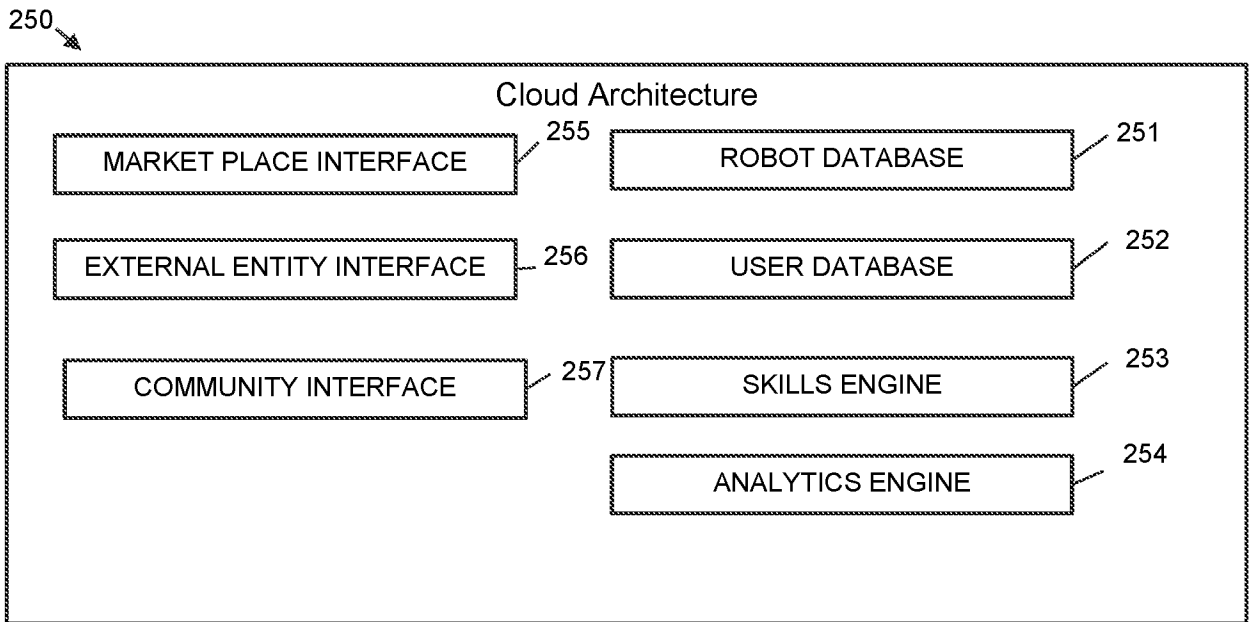 250
Cloud Architecture
MARKET PLACE INTERFACE
255
ROBOT DATABASE
251
EXTERNAL ENTITY INTERFACE
256
USER DATABASE
252
COMMUNITY INTERFACE
257
SKILLS ENGINE
253
ANALYTICS ENGINE
254